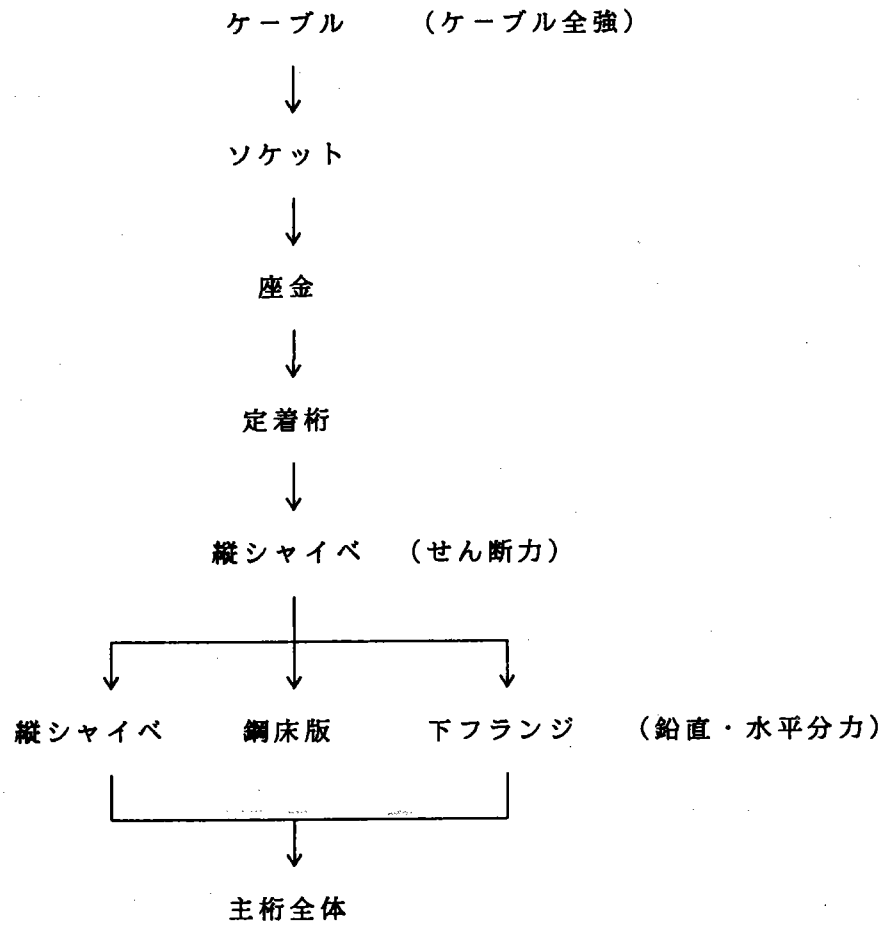 ケーブル （ケーブル全強）
ソケット
座金
定着桁
縦シャイベ （せん断力）
縦シャイベ 鋼床版 下フランジ （鉛直・水平分力）
主桁全体